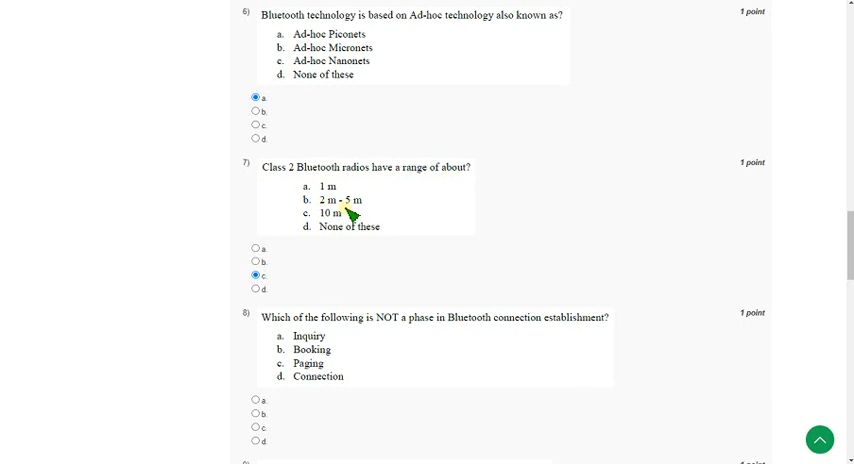 6) Bluetooth technology is based on Ad-hoc technology also known as? 1 point
a. Ad-hoc Piconets
b. Ad-hoc Micronets
c. Ad-hoc Nanonets
d. None of these
a.
b.
c.
d.
7) Class 2 Bluetooth radios have a range of about? 1 point
a. 1 m
b. 2 m - 5 m
c. 10 m
d. None of these
a.
b.
c.
d.
8) Which of the following is NOT a phase in Bluetooth connection establishment? 1 point
a. Inquiry
b. Booking
c. Paging
d. Connection
a.
b.
c.
d.